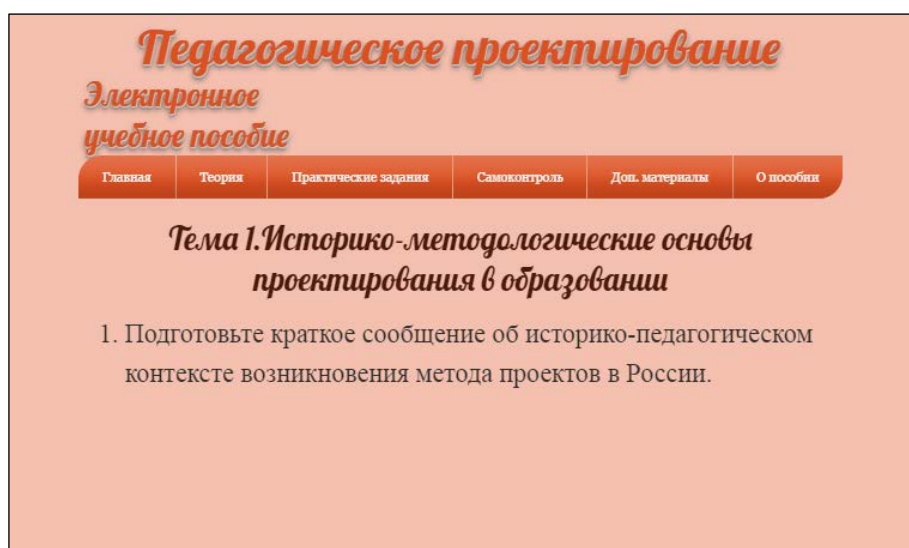 Педагогическое проектирование
Электронное
учебное пособие
Главная Теория Практические задания Самоконтроль Доп. материалы О пособии
Тема 1.Историко-методологические основы
проектирования в образовании
1. Подготовьте краткое сообщение об историко-педагогическом
контексте возникновения метода проектов в России.